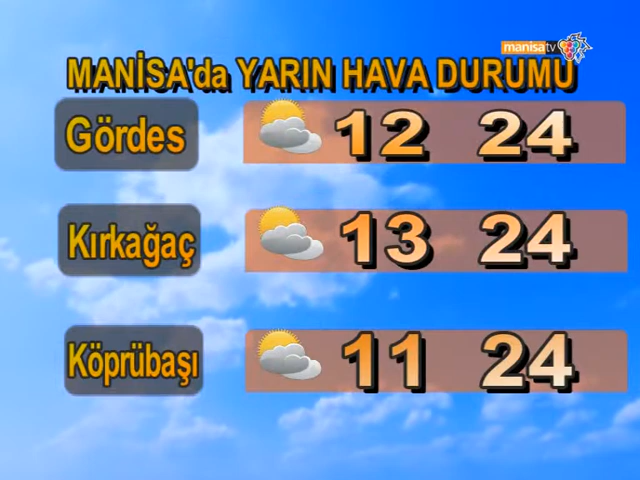 manisatv
MANİSA'da YARIN HAVA DURUMU
Gördes 12 24
Kırkağaç 13 24
Köprübaşı 11 24